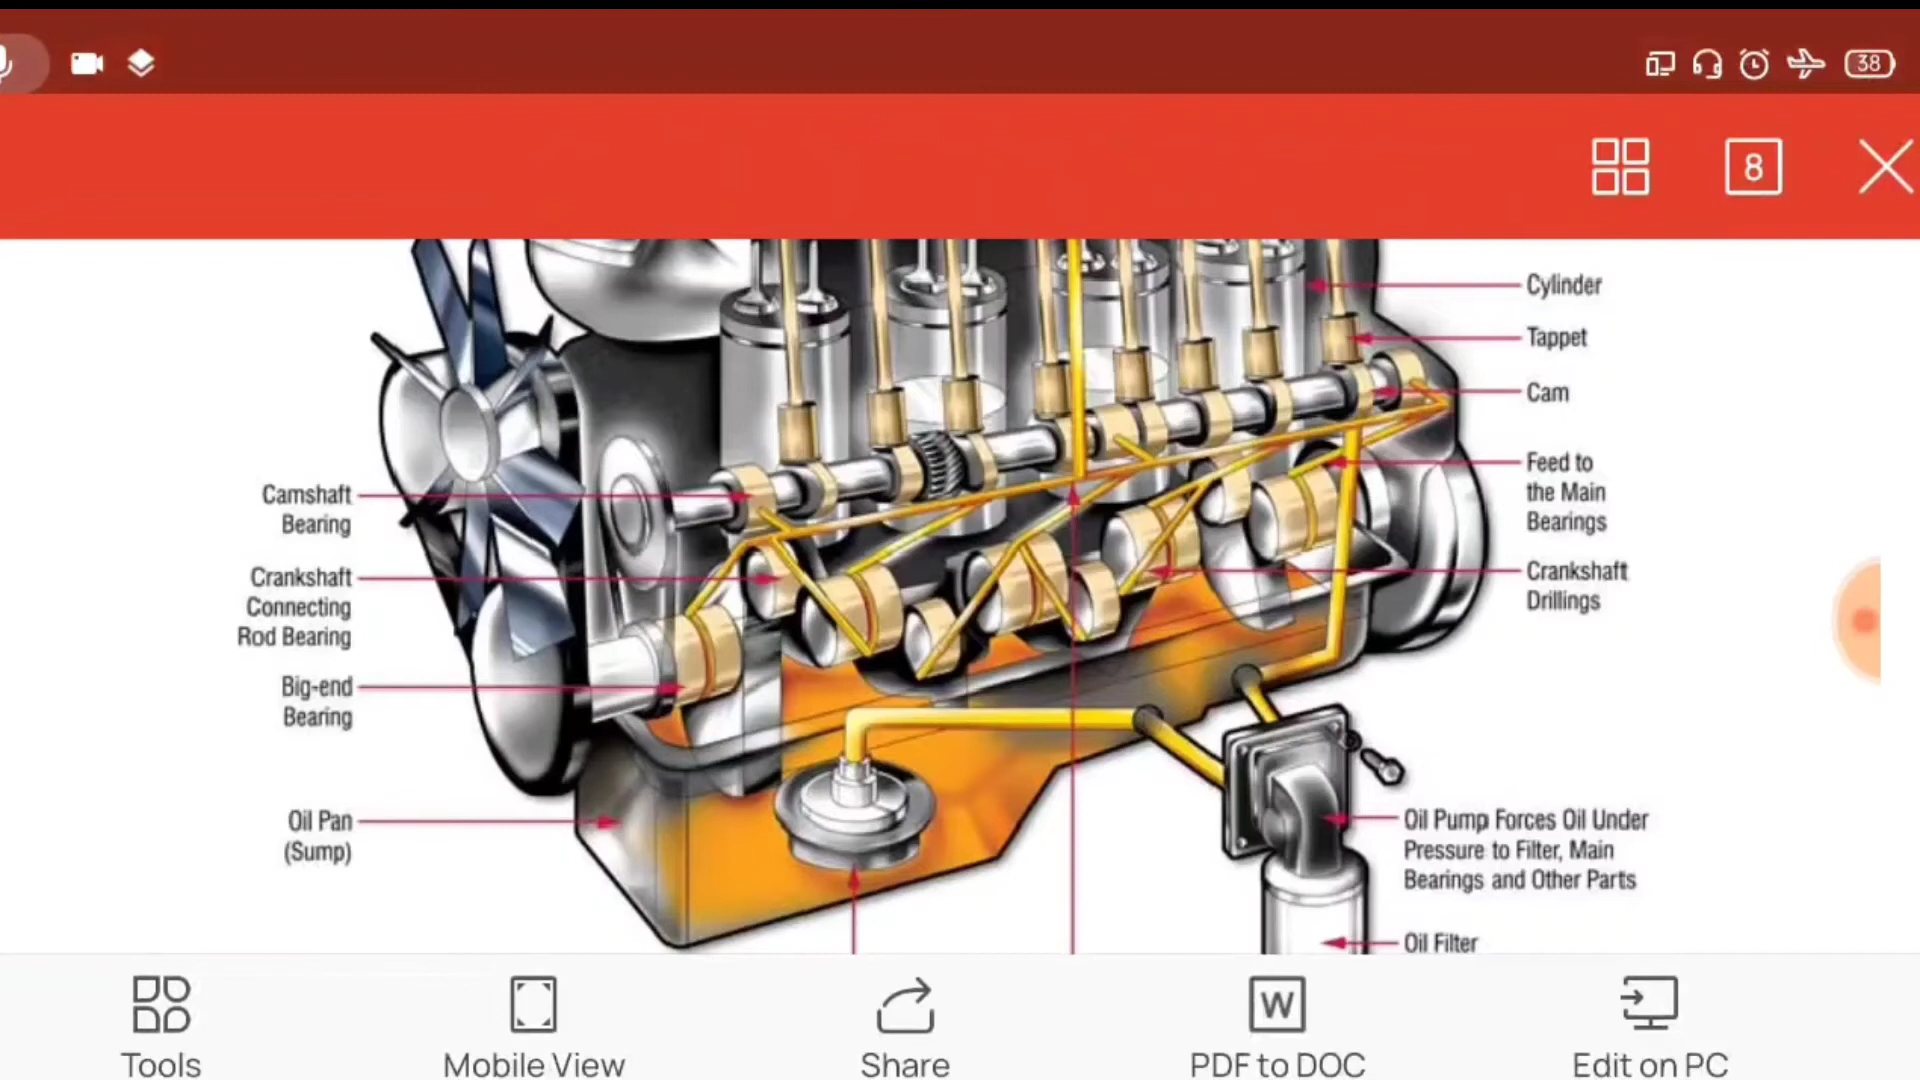 38
8
Cylinder
Tappet
Cam
Feed to
the Main
Bearings
Crankshaft
Drillings
Camshaft
Bearing
Crankshaft
Connecting
Rod Bearing
Big-end
Bearing
Oil Pan
(Sump)
Oil Pump Forces Oil Under
Pressure to Filter, Main
Bearings and Other Parts
Oil Filter
W
Tools
Mobile View
Share
PDF to DOC
Edit on PC